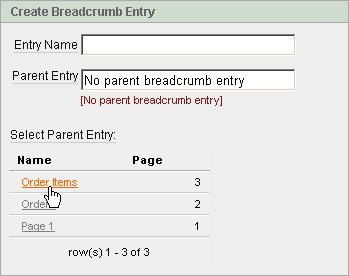 Create Breadcrumb Entry
Entry Name
Parent Entry No parent breadcrumb entry
[No parent breadcrumb entry]
Select Parent Entry:
Name Page
Order Items 3
2
Page 1 1
row(s) 1 - 3 of 3